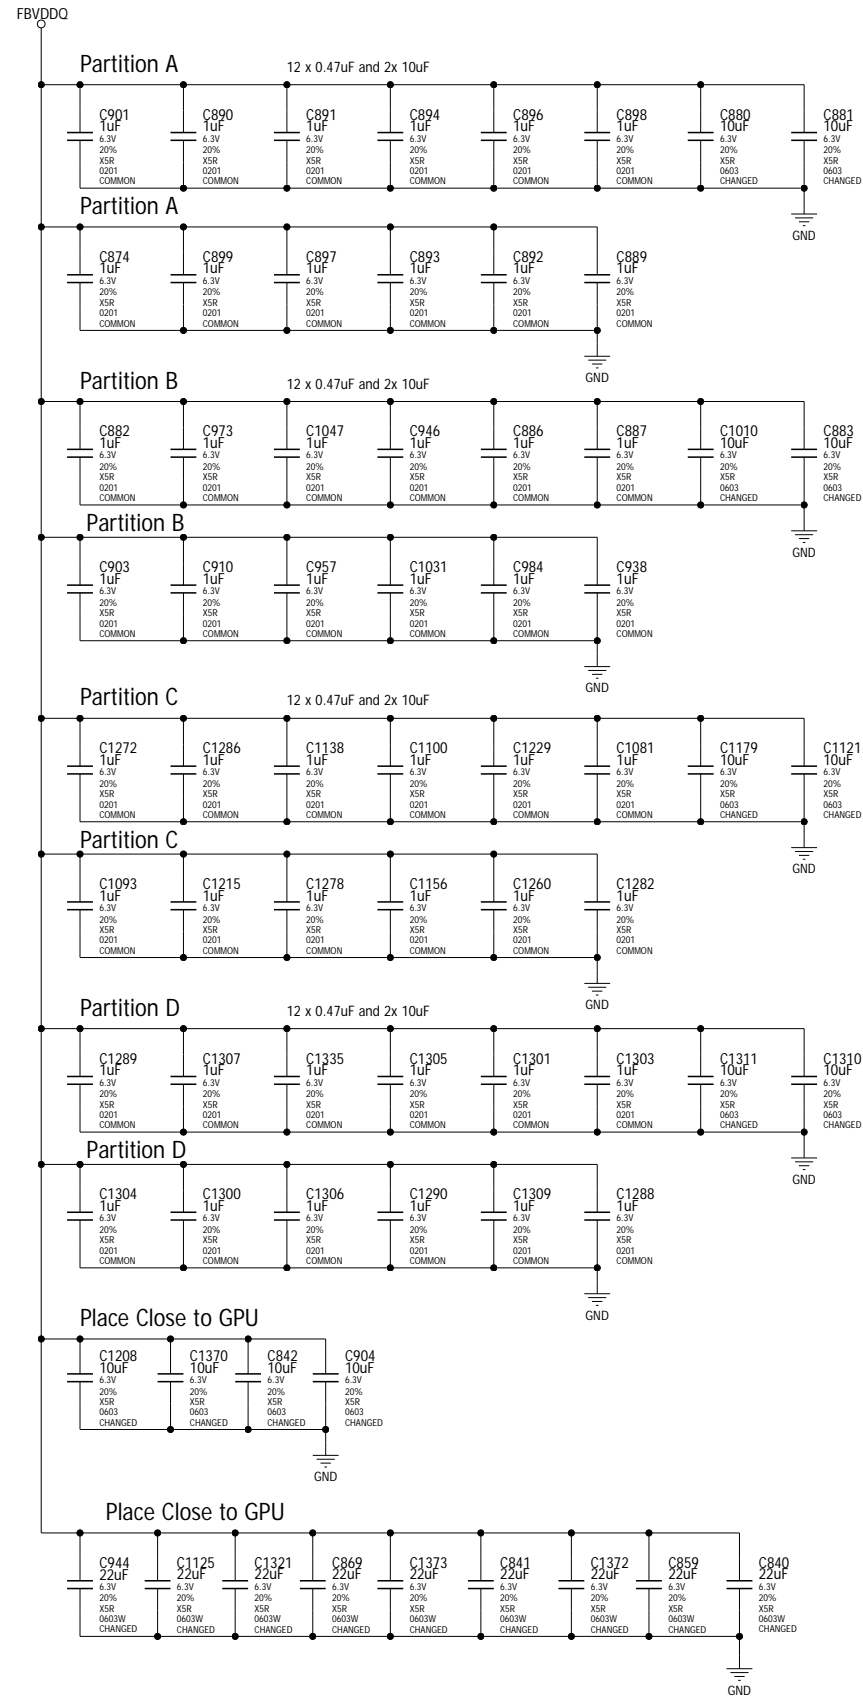 FBVDDQ
Partition A 12 x 0.47uF and 2x 10uF
C901 C890 C891 C894 C896 C898 C880 C881
1uF 1uF 1uF 1uF 1uF 1uF 10uF 10uF
6.3V 6.3V 6.3V 6.3V 6.3V 6.3V 6.3V 6.3V
20% 20% 20% 20% 20% 20% 20% 20%
X5R X5R X5R X5R X5R X5R X5R X5R
0201 0201 0201 0201 0201 0201 0603 0603
COMMON COMMON COMMON COMMON COMMON COMMON CHANGED CHANGED
GND
Partition A
C874 C899 C897 C893 C892 C889
1uF 1uF 1uF 1uF 1uF 1uF
6.3V 6.3V 6.3V 6.3V 6.3V 6.3V
20% 20% 20% 20% 20% 20%
X5R X5R X5R X5R X5R X5R
0201 0201 0201 0201 0201 0201
COMMON COMMON COMMON COMMON COMMON COMMON
GND
Partition B 12 x 0.47uF and 2x 10uF
C882 C973 C1047 C946 C886 C887 C1010 C883
1uF 1uF 1uF 1uF 1uF 1uF 10uF 10uF
6.3V 6.3V 6.3V 6.3V 6.3V 6.3V 6.3V 6.3V
20% 20% 20% 20% 20% 20% 20% 20%
X5R X5R X5R X5R X5R X5R X5R X5R
0201 0201 0201 0201 0201 0201 0603 0603
COMMON COMMON COMMON COMMON COMMON COMMON CHANGED CHANGED
GND
Partition B
C903 C910 C957 C1031 C984 C938
1uF 1uF 1uF 1uF 1uF 1uF
6.3V 6.3V 6.3V 6.3V 6.3V 6.3V
20% 20% 20% 20% 20% 20%
X5R X5R X5R X5R X5R X5R
0201 0201 0201 0201 0201 0201
COMMON COMMON COMMON COMMON COMMON COMMON
GND
Partition C 12 x 0.47uF and 2x 10uF
C1272 C1286 C1138 C1100 C1229 C1081 C1179 C1121
1uF 1uF 1uF 1uF 1uF 1uF 10uF 10uF
6.3V 6.3V 6.3V 6.3V 6.3V 6.3V 6.3V 6.3V
20% 20% 20% 20% 20% 20% 20% 20%
X5R X5R X5R X5R X5R X5R X5R X5R
0201 0201 0201 0201 0201 0201 0603 0603
COMMON COMMON COMMON COMMON COMMON COMMON CHANGED CHANGED
GND
Partition C
C1093 C1215 C1278 C1156 C1260 C1282
1uF 1uF 1uF 1uF 1uF 1uF
6.3V 6.3V 6.3V 6.3V 6.3V 6.3V
20% 20% 20% 20% 20% 20%
X5R X5R X5R X5R X5R X5R
0201 0201 0201 0201 0201 0201
COMMON COMMON COMMON COMMON COMMON COMMON
GND
Partition D 12 x 0.47uF and 2x 10uF
C1289 C1307 C1335 C1305 C1301 C1303 C1311 C1310
1uF 1uF 1uF 1uF 1uF 1uF 10uF 10uF
6.3V 6.3V 6.3V 6.3V 6.3V 6.3V 6.3V 6.3V
20% 20% 20% 20% 20% 20% 20% 20%
X5R X5R X5R X5R X5R X5R X5R X5R
0201 0201 0201 0201 0201 0201 0603 0603
COMMON COMMON COMMON COMMON COMMON COMMON CHANGED CHANGED
GND
Partition D
C1304 C1300 C1306 C1290 C1309 C1288
1uF 1uF 1uF 1uF 1uF 1uF
6.3V 6.3V 6.3V 6.3V 6.3V 6.3V
20% 20% 20% 20% 20% 20%
X5R X5R X5R X5R X5R X5R
0201 0201 0201 0201 0201 0201
COMMON COMMON COMMON COMMON COMMON COMMON
GND
Place Close to GPU
C1208 C1370 C842 C904
10uF 10uF 10uF 10uF
6.3V 6.3V 6.3V 6.3V
20% 20% 20% 20%
X5R X5R X5R X5R
0603 0603 0603 0603
CHANGED CHANGED CHANGED CHANGED
GND
Place Close to GPU
C944 C1125 C1321 C869 C1373 C841 C1372 C859 C840
22uF 22uF 22uF 22uF 22uF 22uF 22uF 22uF 22uF
6.3V 6.3V 6.3V 6.3V 6.3V 6.3V 6.3V 6.3V 6.3V
20% 20% 20% 20% 20% 20% 20% 20% 20%
X5R X5R X5R X5R X5R X5R X5R X5R X5R
0603W 0603W 0603W 0603W 0603W 0603W 0603W 0603W 0603W
CHANGED CHANGED CHANGED CHANGED CHANGED CHANGED CHANGED CHANGED CHANGED
GND